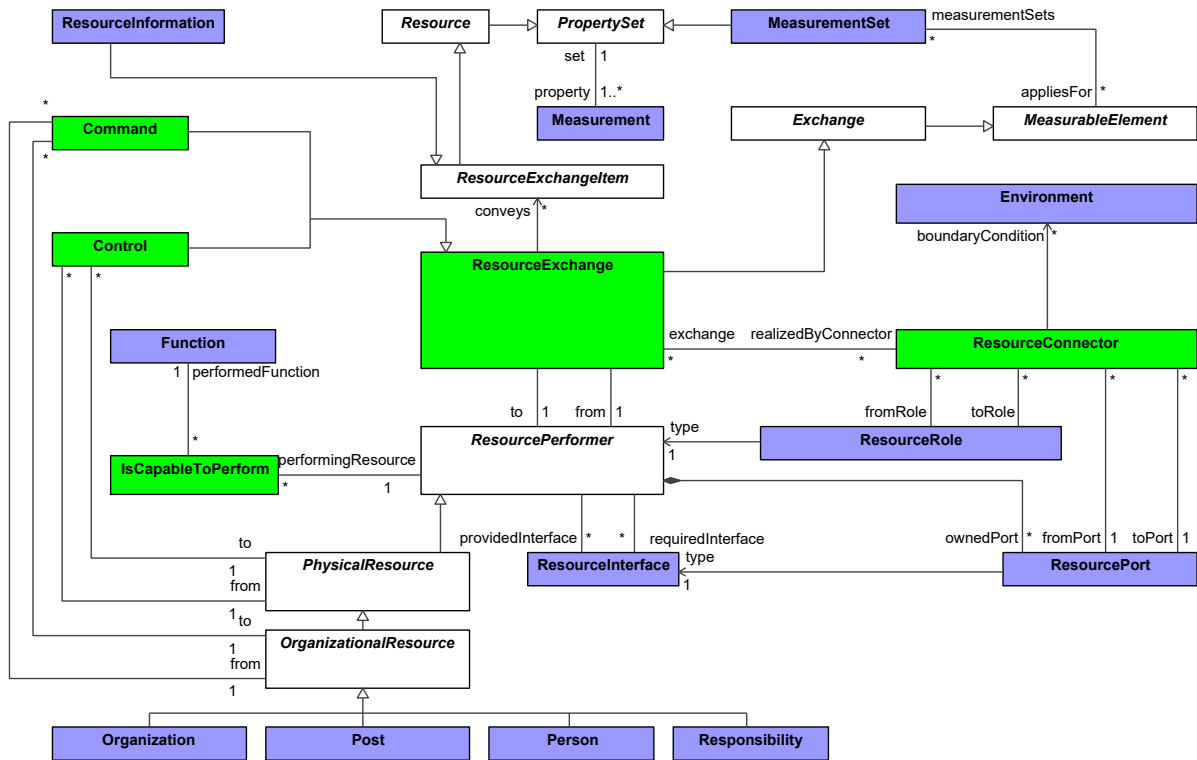 ResourceInformation
Resource
PropertySet
MeasurementSet
measurementSets
*
set
1
property
1..*
Measurement
appliesFor
*
Exchange
MeasurableElement
*
Command
*
ResourceExchangeItem
conveys
*
Environment
boundaryCondition
*
Control
*
*
ResourceExchange
exchange
realizedByConnector
*
*
ResourceConnector
*
*
*
*
Function
1
performedFunction
*
to
1
from
1
fromRole
toRole
ResourcePerformer
type
1
ResourceRole
IsCapableToPerform
performingResource
*
1
providedInterface
*
*
requiredInterface
ownedPort
*
fromPort
1
toPort
1
to
1
PhysicalResource
ResourceInterface
type
1
ResourcePort
from
1
to
1
OrganizationalResource
from
1
Organization
Post
Person
Responsibility